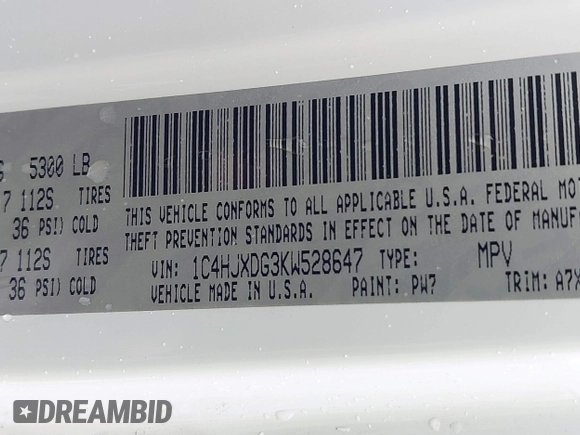 5300 LB
7 112S TIRES
36 PSI) COLD
7 112S TIRES
36 PSI) COLD
THIS VEHICLE CONFORMS TO ALL APPLICABLE U.S.A. FEDERAL MOT
THEFT PREVENTION STANDARDS IN EFFECT ON THE DATE OF MANUFA
VIN: 1C4HJXDG3KW528647 TYPE: MPV
VEHICLE MADE IN U.S.A. PAINT: PW7 TRIM: A7X
DREAMBID